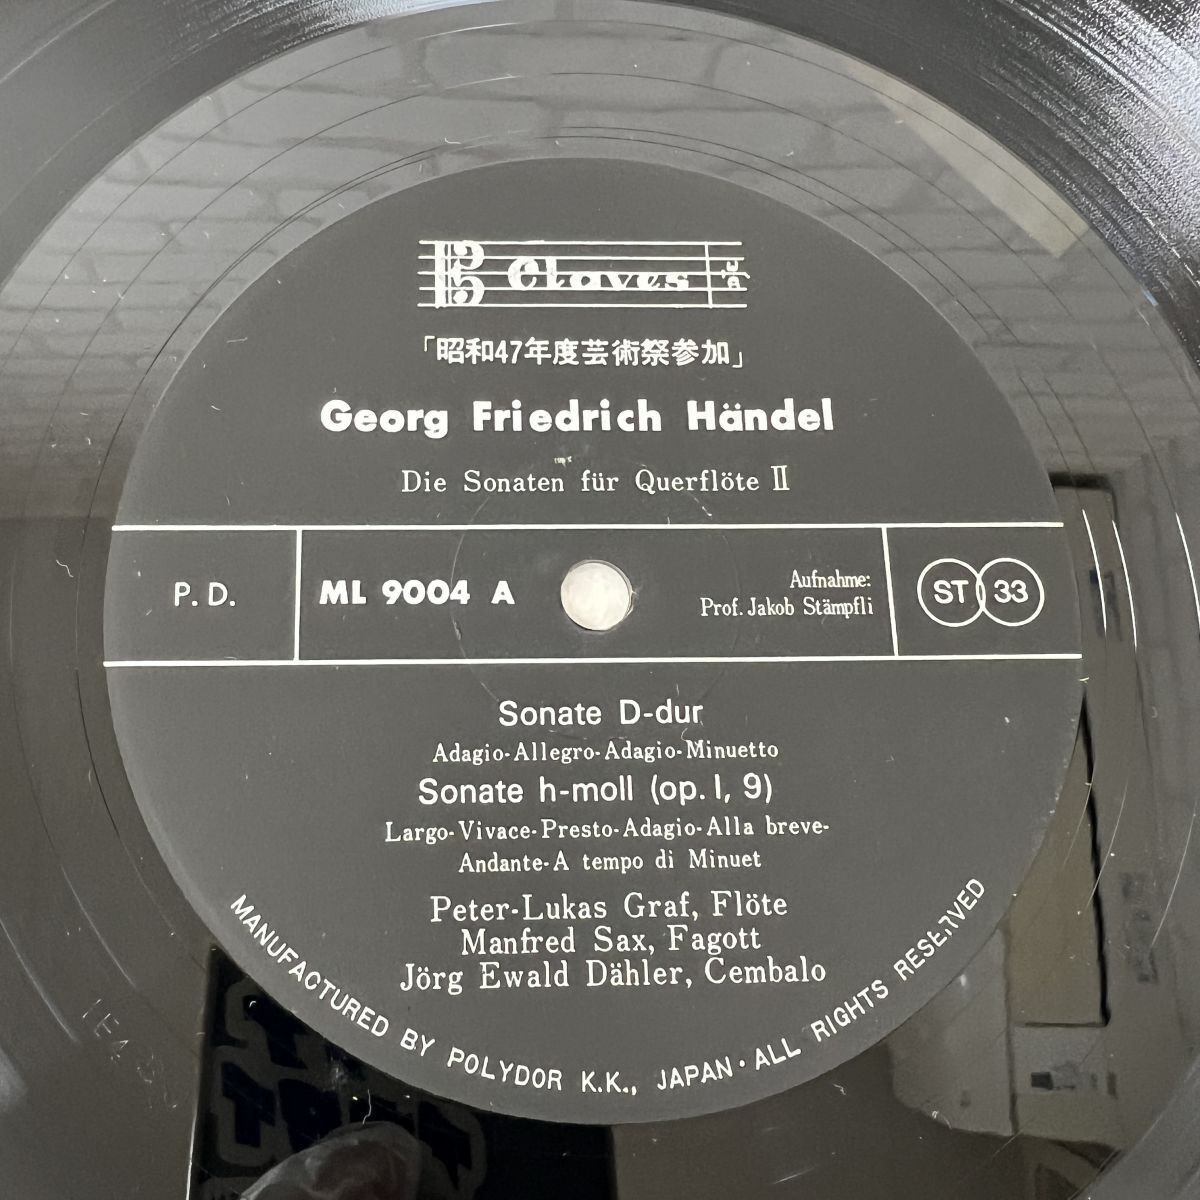 Claves
「昭和47年度芸術祭参加」
Georg Friedrich Händel
Die Sonaten für Querflöte II
P. D.
ML 9004 A
Aufnahme:
Prof. Jakob Stämpfli
ST 33
Sonate D-dur
Adagio-Allegro-Adagio-Minuetto
Sonate h-moll (op. I, 9)
Largo-Vivace-Presto-Adagio-Alla breve-
Andante-A tempo di Minuet
Peter-Lukas Graf, Flöte
Manfred Sax, Fagott
Jörg Ewald Dähler, Cembalo
MANUFACTURED BY POLYDOR K.K., JAPAN · ALL RIGHTS RESERVED